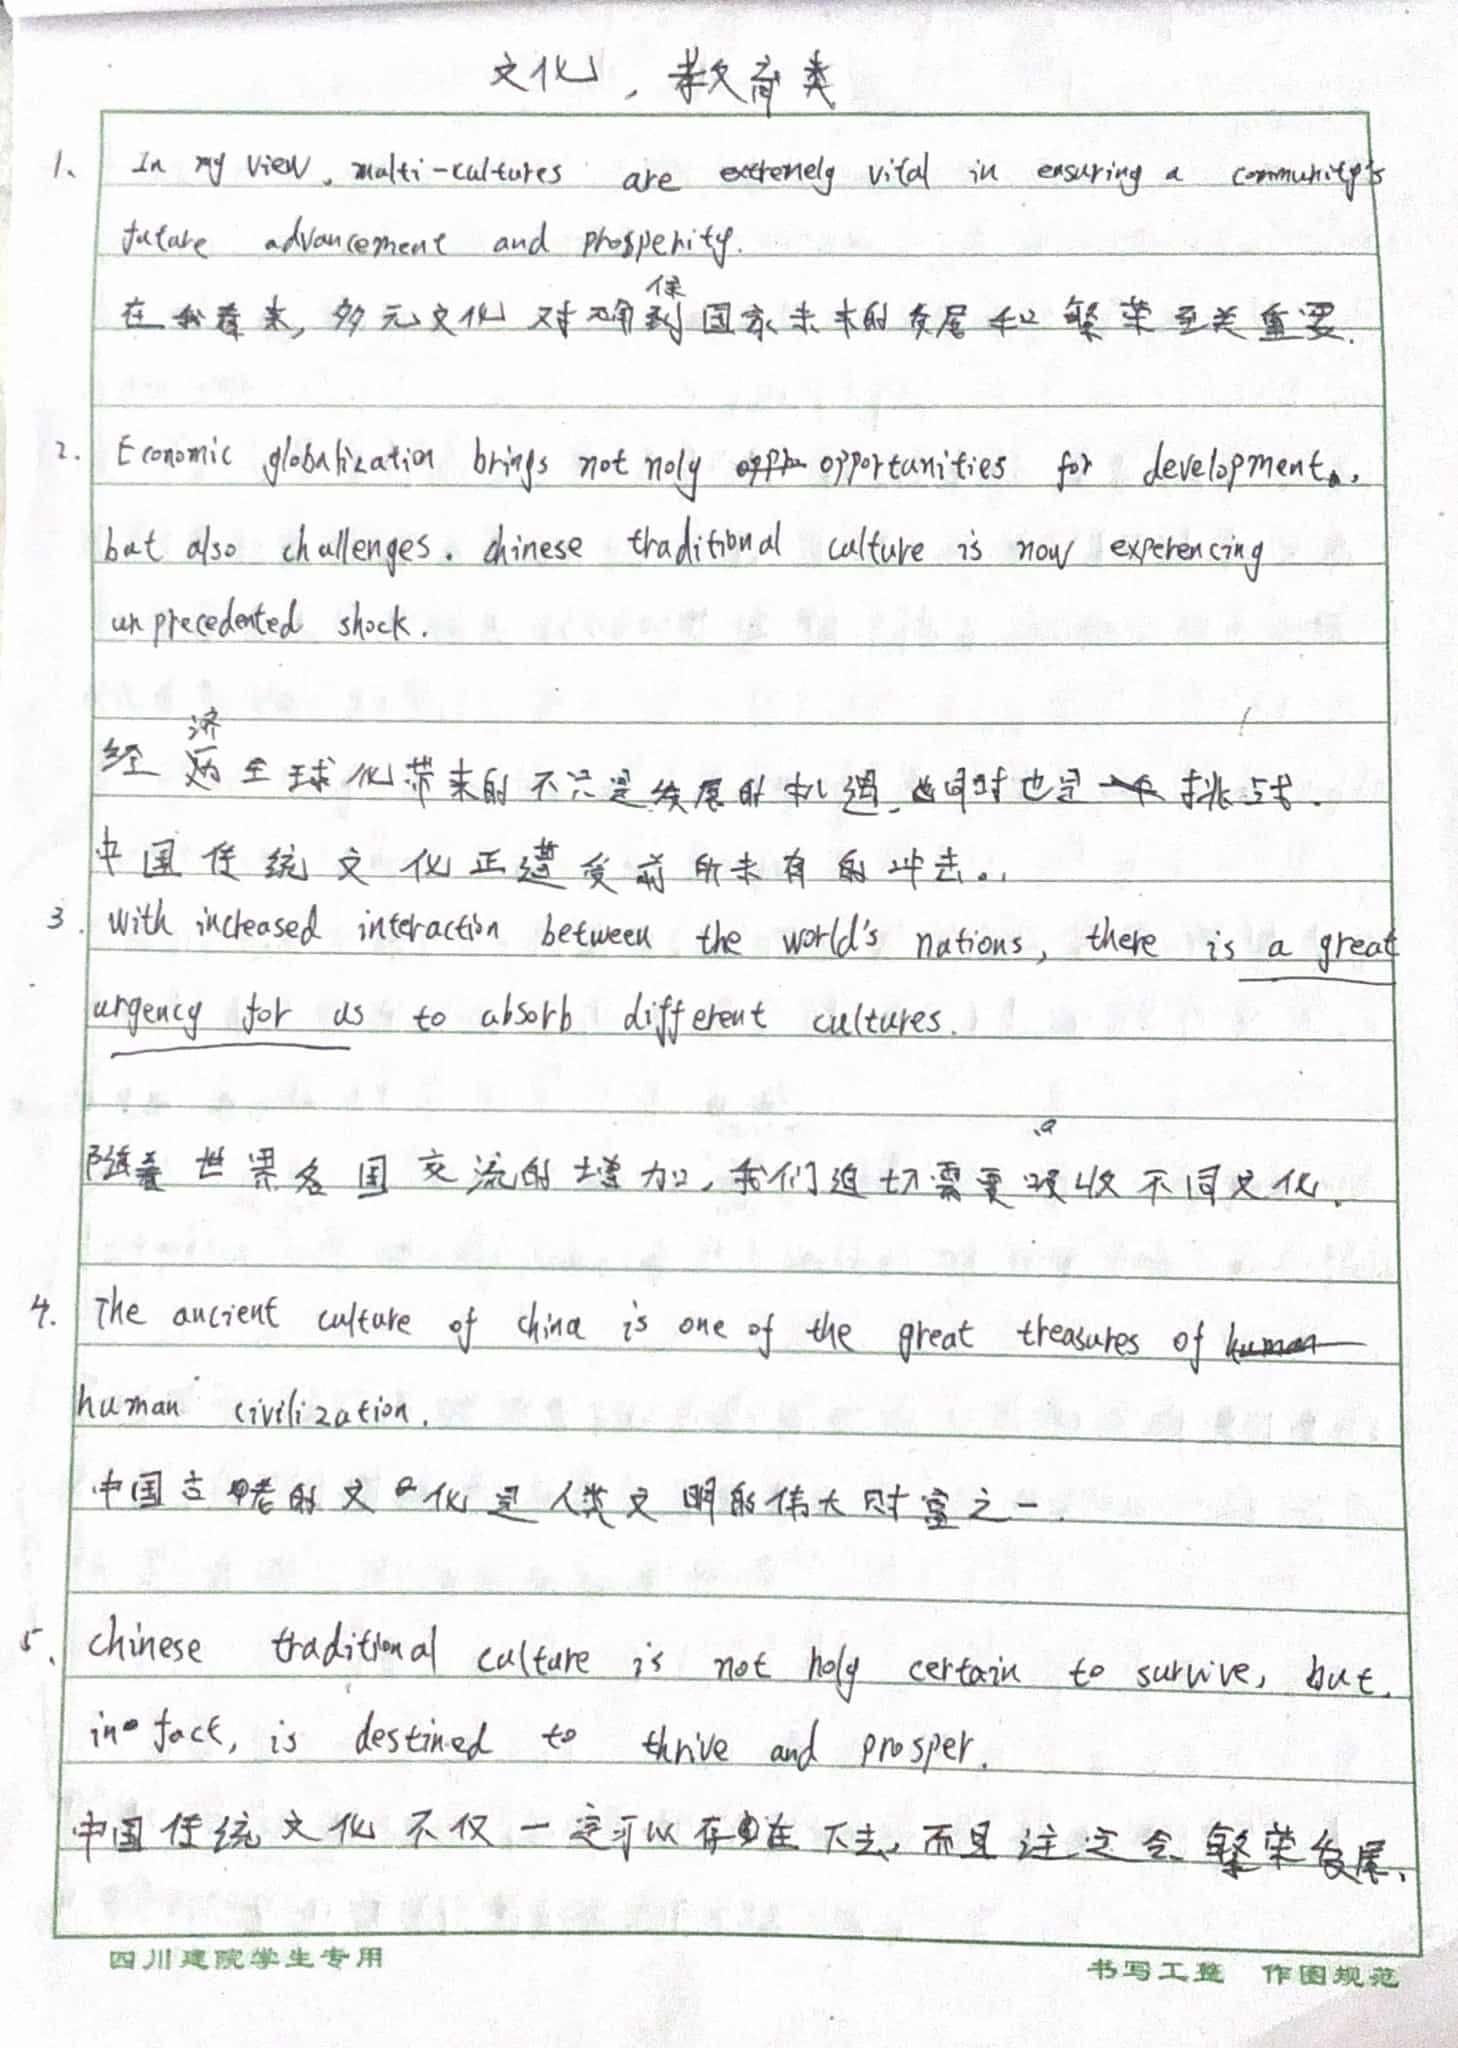 文化，教育类
1. In my view, multi-cultures are extremely vital in ensuring a community's
future advancement and prosperity.
在我看来，多元文化对确保国家未来的发展和繁荣至关重要.
2. Economic globalization brings not noly opportunities for development,
but also challenges. chinese traditional culture is now experencing
unprecedented shock.
经济全球化带来的不只是发展的机遇,同时也是挑战.
中国传统文化正遭受前所未有的冲击。
3. With increased interaction between the world's nations, there is a great
urgency for us to absorb different cultures.
随着世界各国交流的增加,我们迫切需要吸收不同文化.
4. The ancient culture of china is one of the great treasures of
human civilization.
中国古老的文化是人类文明的伟大财富之一.
5. chinese traditional culture is not noly certain to survive, but,
in fact, is destined to thrive and prosper.
中国传统文化不仅一定可以存在下去,而且注定会繁荣发展、
四川建院学生专用 书写工整 作图规范